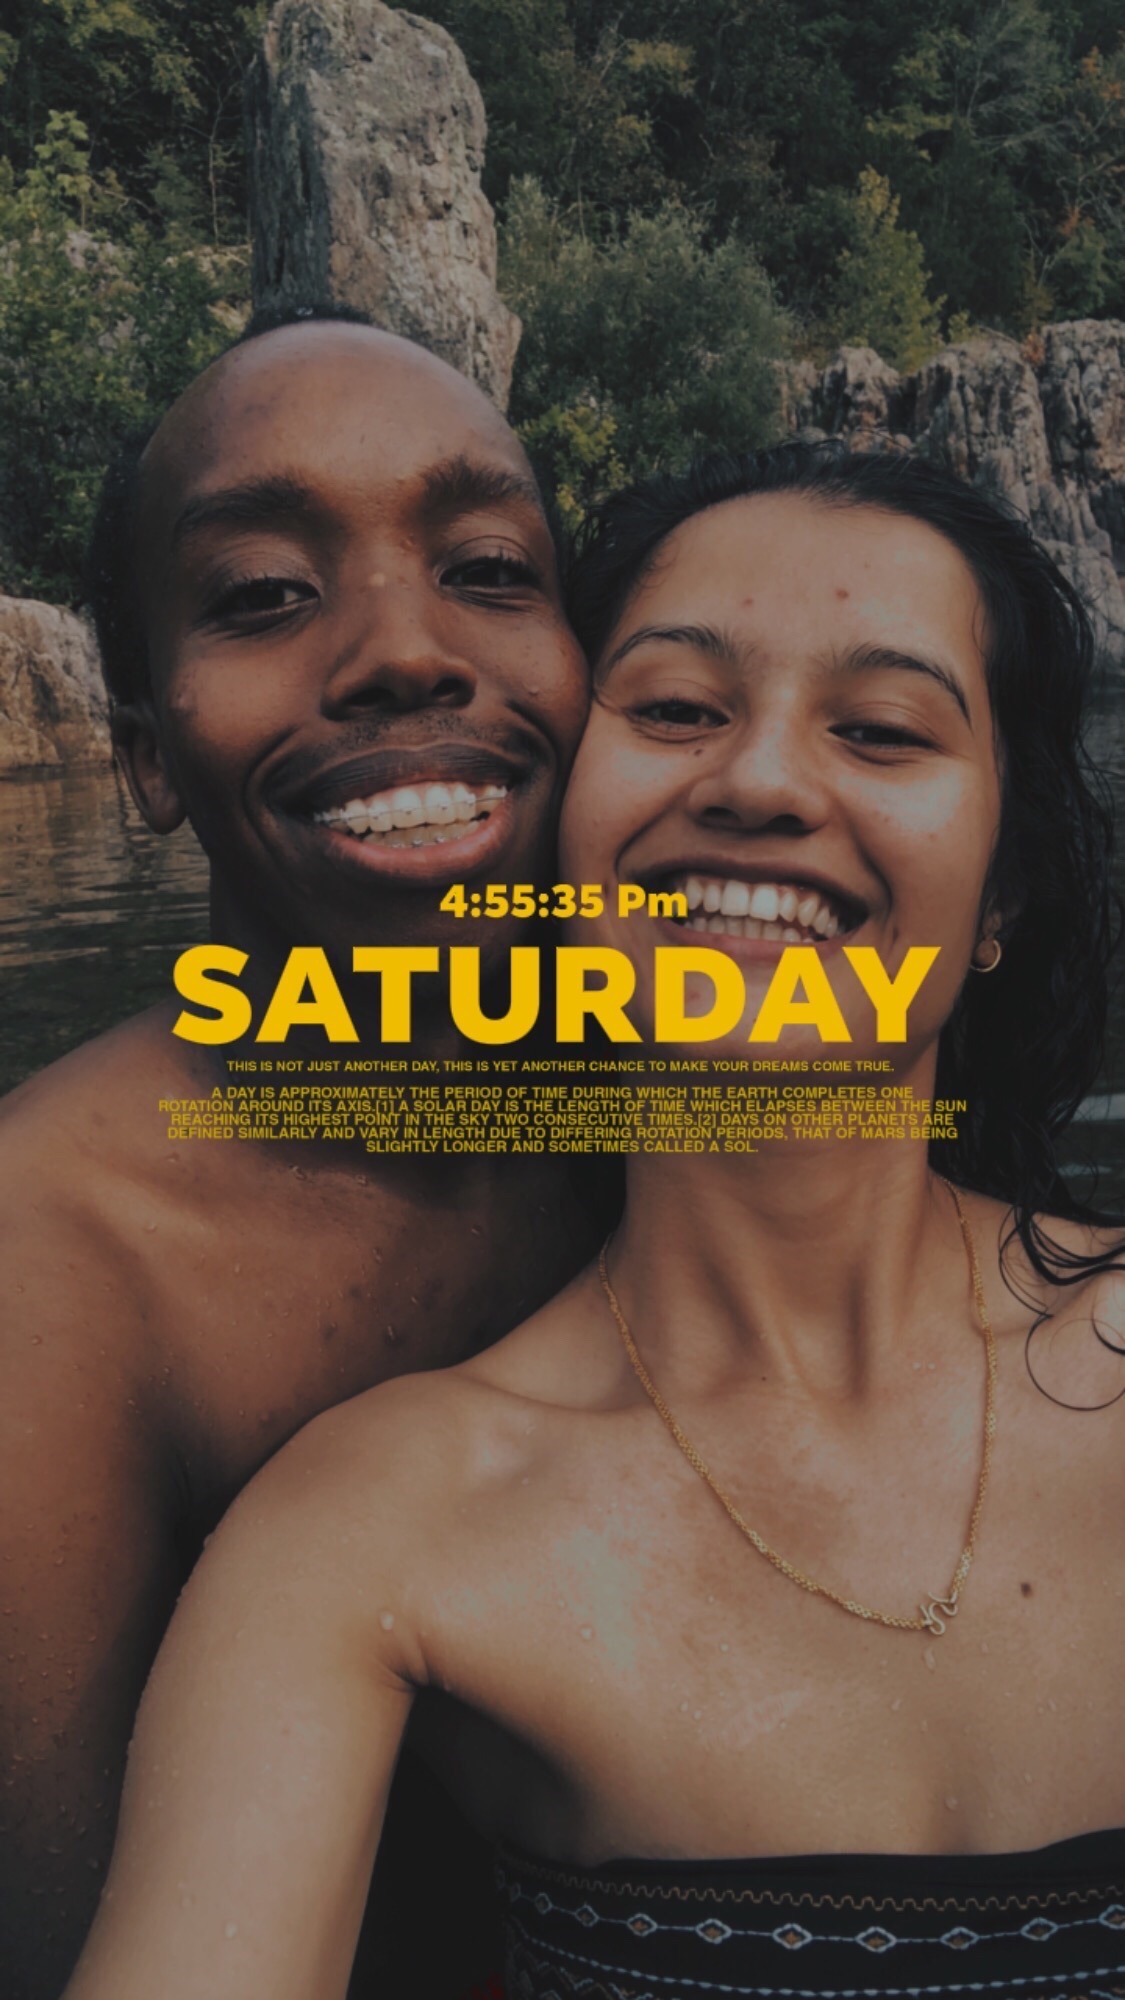 4:55:35 Pm
SATURDAY
THIS IS NOT JUST ANOTHER DAY, THIS IS YET ANOTHER CHANCE TO MAKE YOUR DREAMS COME TRUE.
A DAY IS APPROXIMATELY THE PERIOD OF TIME DURING WHICH THE EARTH COMPLETES ONE
ROTATION AROUND ITS AXIS.[1] A SOLAR DAY IS THE LENGTH OF TIME WHICH ELAPSES BETWEEN THE SUN
REACHING ITS HIGHEST POINT IN THE SKY TWO CONSECUTIVE TIMES.[2] DAYS ON OTHER PLANETS ARE
DEFINED SIMILARLY AND VARY IN LENGTH DUE TO DIFFERING ROTATION PERIODS, THAT OF MARS BEING
SLIGHTLY LONGER AND SOMETIMES CALLED A SOL.